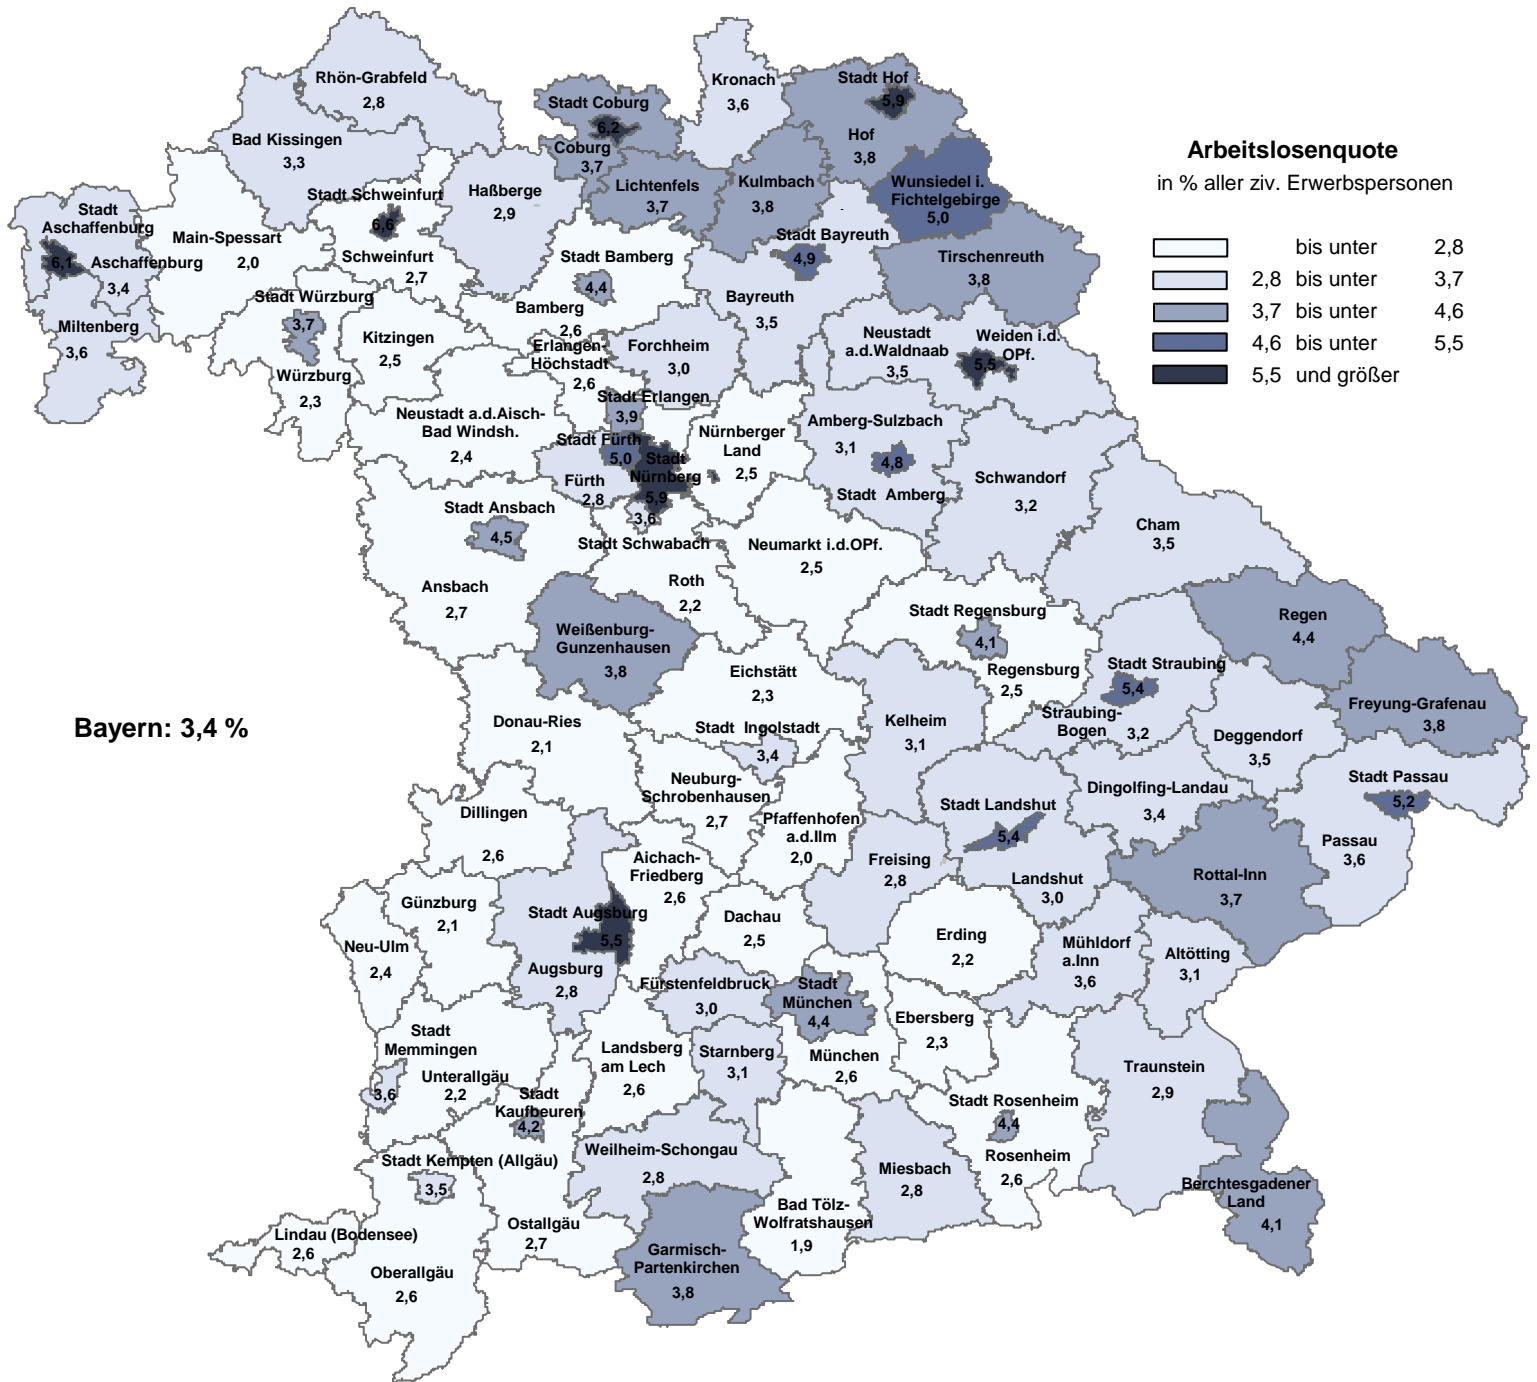 Rhön-Grabfeld
2,8
Bad Kissingen
3,3
Stadt Coburg
6,2
Coburg
3,7
Kronach
3,6
Stadt Hof
5,9
Hof
3,8
Arbeitslosenquote
in % aller ziv. Erwerbspersonen
bis unter 2,8
2,8 bis unter 3,7
3,7 bis unter 4,6
4,6 bis unter 5,5
5,5 und größer
Stadt
Aschaffenburg
6,1
Aschaffenburg
3,4
Main-Spessart
2,0
Stadt Schweinfurt
6,6
Schweinfurt
2,7
Haßberge
2,9
Lichtenfels
3,7
Kulmbach
3,8
Wunsiedel i.
Fichtelgebirge
5,0
Stadt Bayreuth
4,9
Tirschenreuth
3,8
Miltenberg
3,6
Stadt Würzburg
3,7
Würzburg
2,3
Kitzingen
2,5
Stadt Bamberg
4,4
Bamberg
2,6
Bayreuth
3,5
Erlangen-
Höchstadt
2,6
Forchheim
3,0
Neustadt
a.d.Waldnaab
3,5
Weiden i.d.
OPf.
5,5
Neustadt a.d.Aisch-
Bad Windsh.
2,4
Stadt Erlangen
3,9
Stadt Fürth
5,0
Stadt
Nürnberg
5,9
Fürth
2,8
Nürnberger
Land
2,5
Amberg-Sulzbach
3,1
4,8
Stadt Amberg
Schwandorf
3,2
Cham
3,5
Stadt Ansbach
4,5
3,6
Stadt Schwabach
Neumarkt i.d.OPf.
2,5
Ansbach
2,7
Roth
2,2
Weißenburg-
Gunzenhausen
3,8
Stadt Regensburg
4,1
Regensburg
2,5
Regen
4,4
Eichstätt
2,3
Stadt Straubing
5,4
Straubing-
Bogen
3,2
Freyung-Grafenau
3,8
Bayern: 3,4 %
Donau-Ries
2,1
Stadt Ingolstadt
3,4
Kelheim
3,1
Deggendorf
3,5
Neuburg-
Schrobenhausen
2,7
Pfaffenhofen
a.d.Ilm
2,0
Stadt Landshut
5,4
Dingolfing-Landau
3,4
Stadt Passau
5,2
Passau
3,6
Dillingen
2,6
Aichach-
Friedberg
2,6
Freising
2,8
Landshut
3,0
Rottal-Inn
3,7
Günzburg
2,1
Stadt Augsburg
5,5
Augsburg
2,8
Dachau
2,5
Erding
2,2
Mühldorf
a.Inn
3,6
Altötting
3,1
Neu-Ulm
2,4
Fürstenfeldbruck
3,0
Stadt
München
4,4
München
2,6
Ebersberg
2,3
Stadt
Memmingen
3,6
Unterallgäu
2,2
Landsberg
am Lech
2,6
Starnberg
3,1
Traunstein
2,9
Stadt
Kaufbeuren
4,2
Stadt Rosenheim
4,4
Rosenheim
2,6
Stadt Kempten (Allgäu)
3,5
Weilheim-Schongau
2,8
Miesbach
2,8
Berchtesgadener
Land
4,1
Lindau (Bodensee)
2,6
Ostallgäu
2,7
Bad Tölz-
Wolfratshausen
1,9
Oberallgäu
2,6
Garmisch-
Partenkirchen
3,8